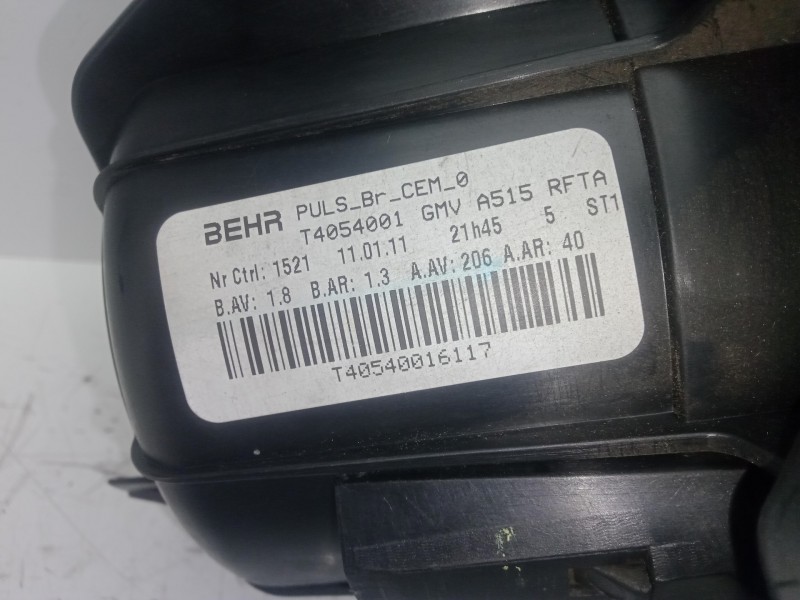 BEHR PULS_Br_CEM_0
T4054001 GMV A515 RFTA
Nr Ctrl: 1521 11.01.11 21h45 5 ST1
B.AV: 1.8 B.AR: 1.3 A.AV: 206 A.AR: 40
T40540016117